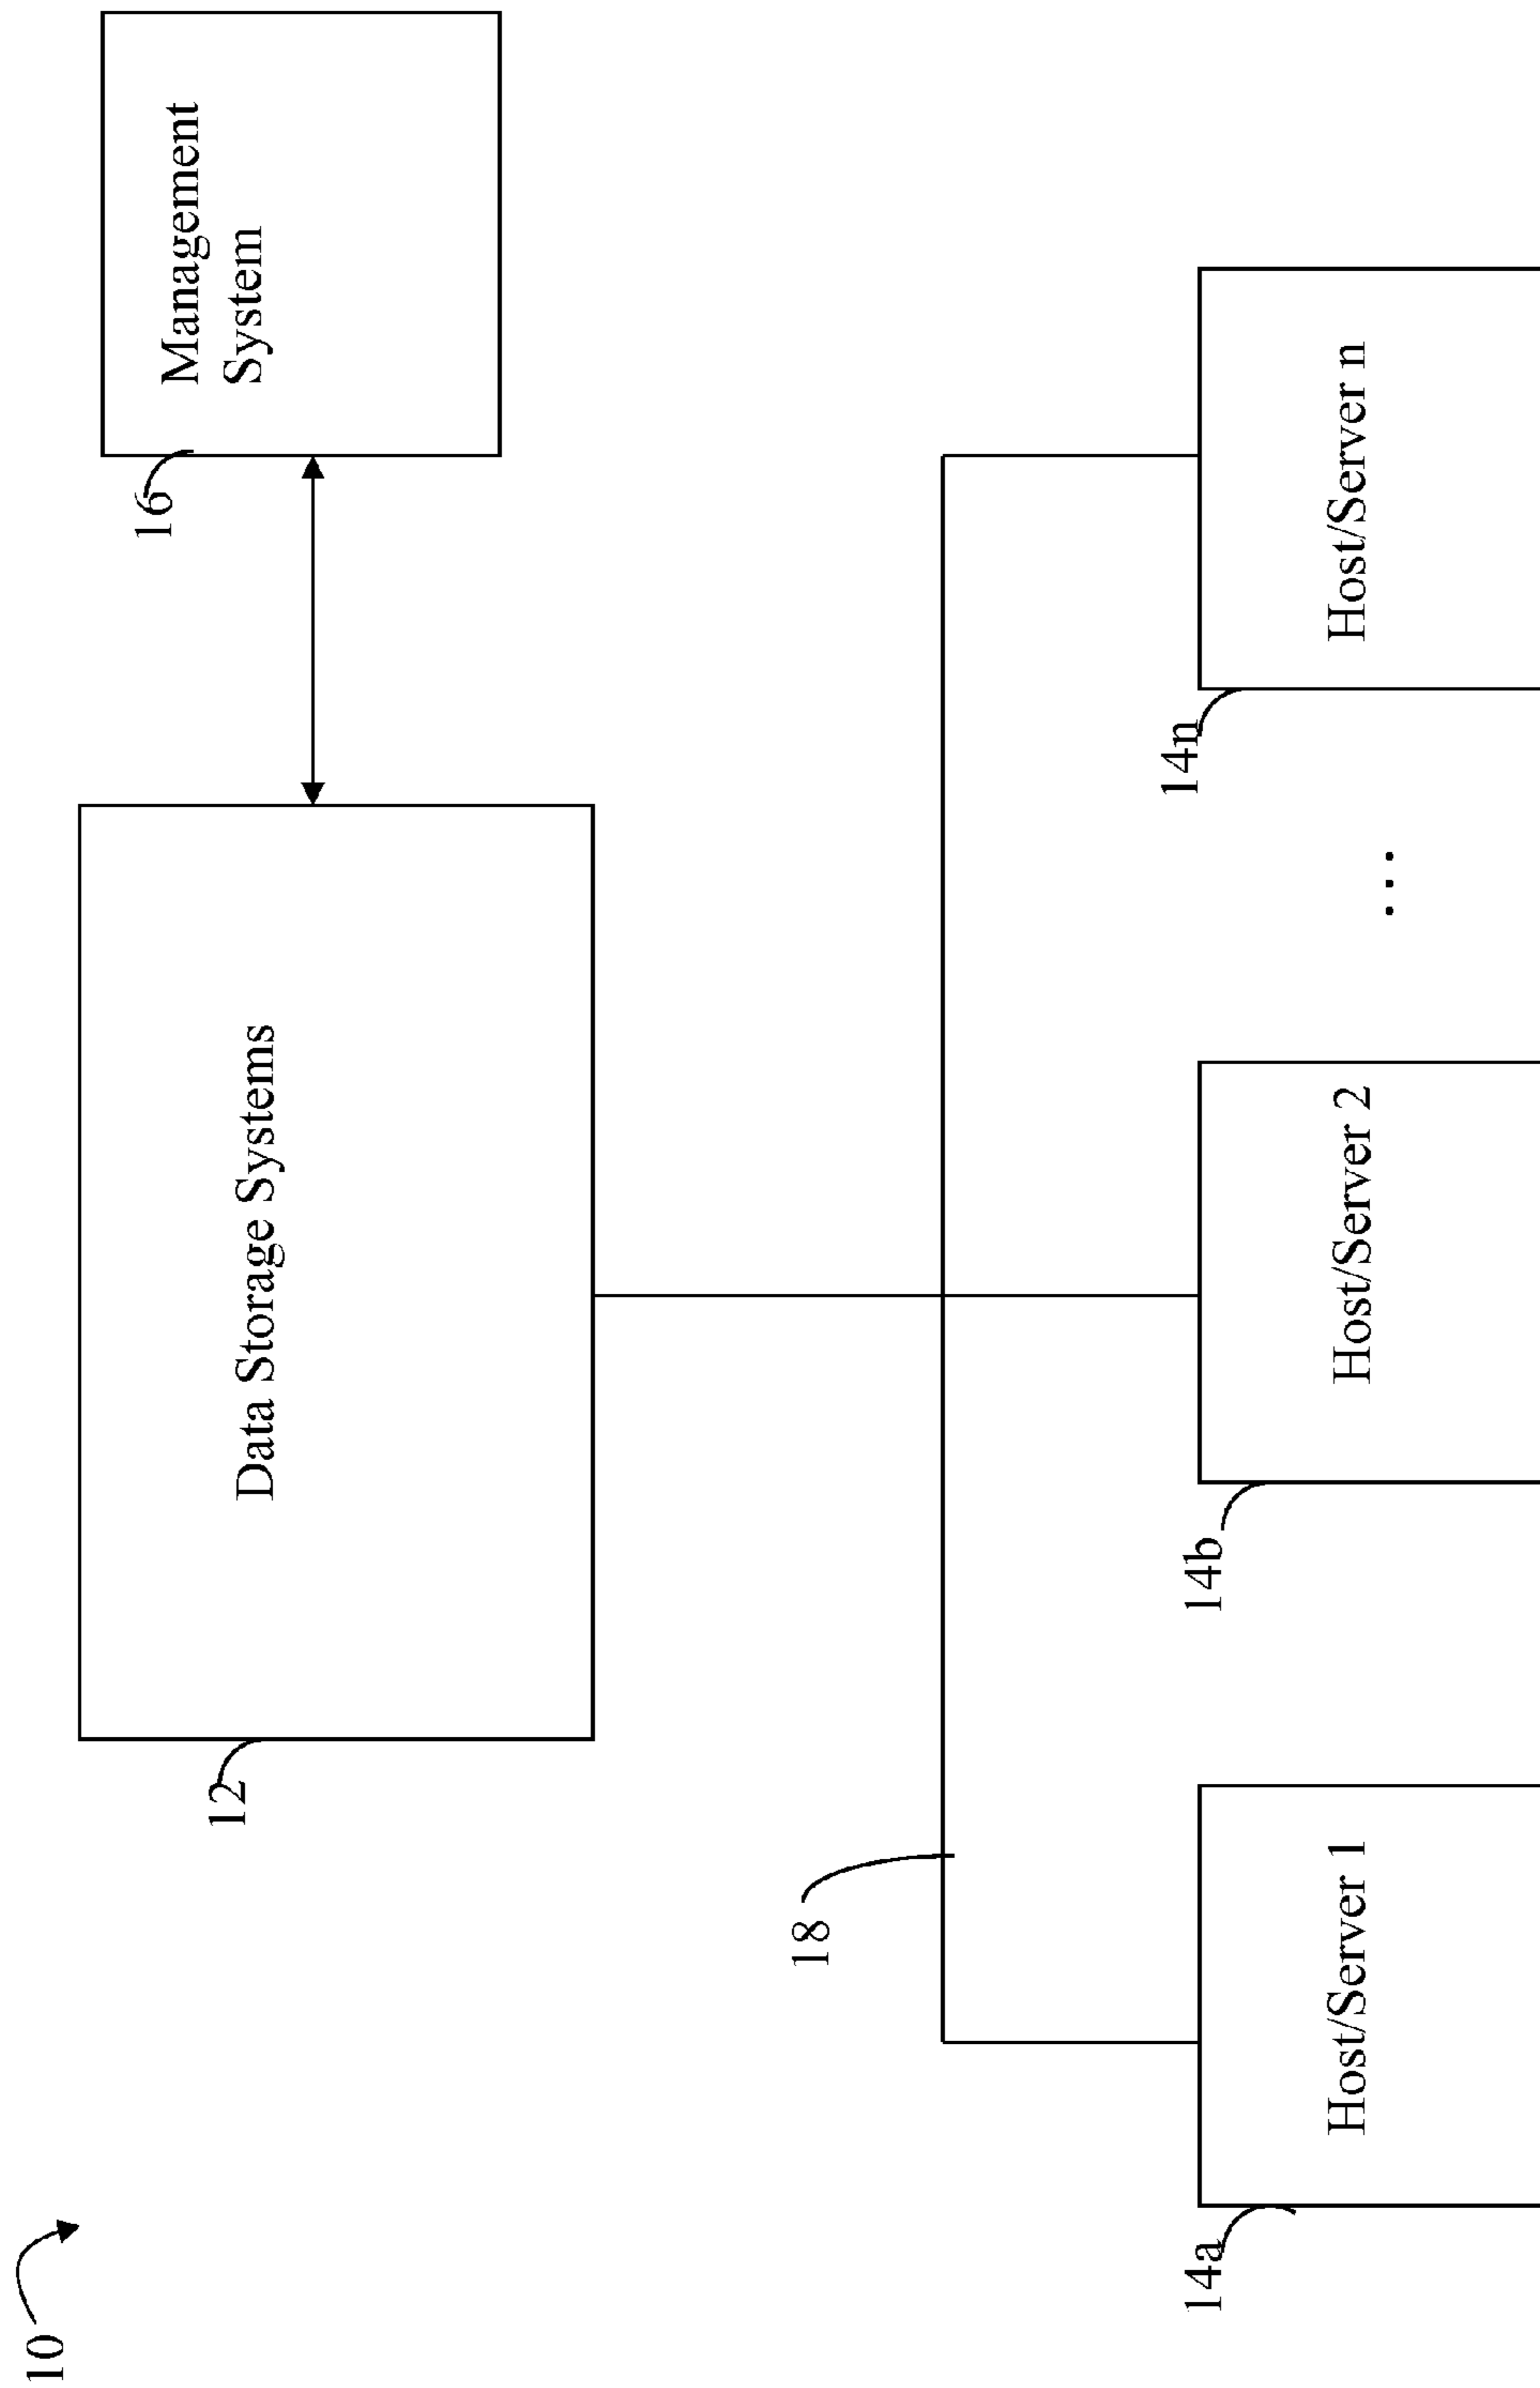 10
12
Data Storage Systems
16
Management
System
18
14a
Host/Server 1
14b
Host/Server 2
...
14n
Host/Server n